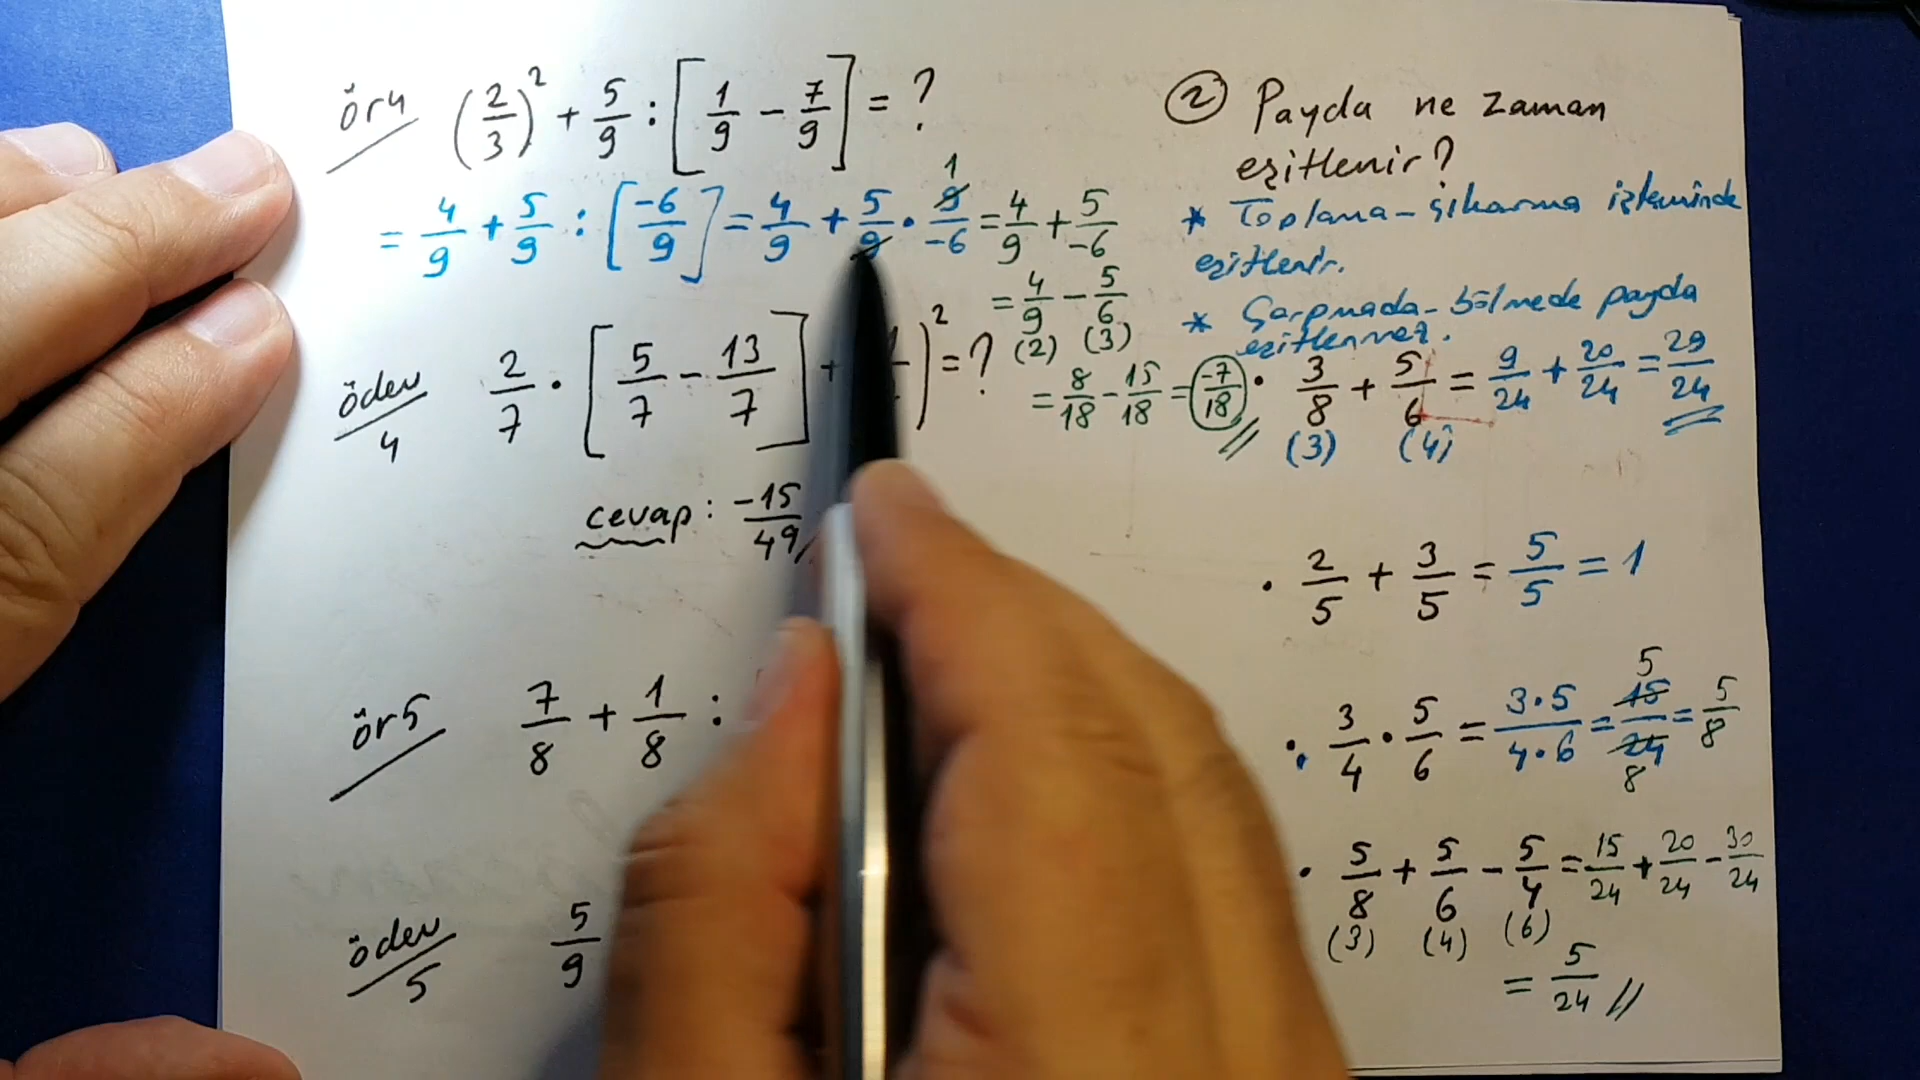 ör4 (2/3)² + 5/9 : [1/9 - 7/9] = ?
= 4/9 + 5/9 : [-6/9] = 4/9 + 5/9 · 9/-6 = 4/9 + 5/-6
1
= 4/9 - 5/6
(2) (3)
= 8/18 - 15/18 = -7/18 //
ödev 4 2/7 · [5/7 - 13/7] + )² = ?
cevap : -15/49
ör5 7/8 + 1/8 :
ödev 5 5/9
② Payda ne zaman
eşitlenir?
* Toplama - çıkarma işleminde
eşitlenir.
* Çarpmada - bölmede payda
eşitlenmez.
· 3/8 + 5/6 = 9/24 + 20/24 = 29/24
(3) (4)
· 2/5 + 3/5 = 5/5 = 1
· 3/4 · 5/6 = 3·5/4·6 = 15/24 = 5/8
5
8
· 5/8 + 5/6 - 5/4 = 15/24 + 20/24 - 30/24
(3) (4) (6)
= 5/24 //